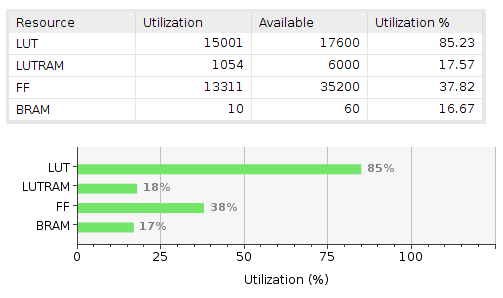 Resource Utilization Available Utilization %
LUT 15001 17600 85.23
LUTRAM 1054 6000 17.57
FF 13311 35200 37.82
BRAM 10 60 16.67
LUT 85%
LUTRAM 18%
FF 38%
BRAM 17%
0 25 50 75 100
Utilization (%)